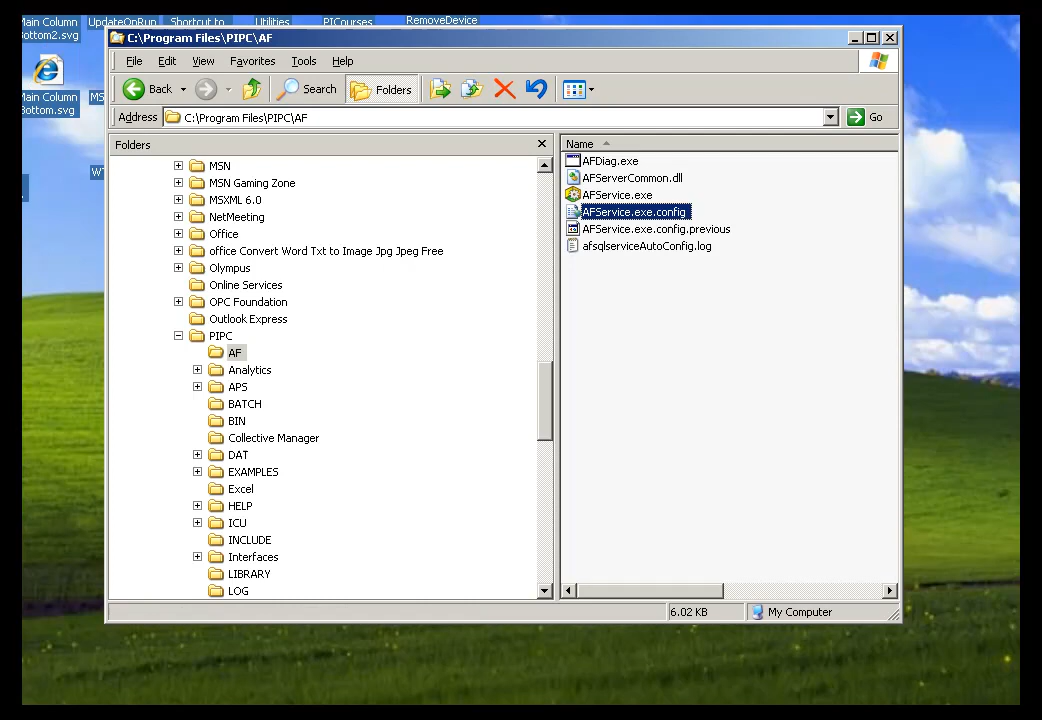 Main Column
Bottom2.svg
UpdateOnRun
Shortcut to
Utilities
PICourses
RemoveDevice
Main Column
Bottom.svg
MS
C:\Program Files\PIPC\AF
File Edit View Favorites Tools Help
Back Search Folders
Address C:\Program Files\PIPC\AF Go
Folders
MSN
MSN Gaming Zone
MSXML 6.0
NetMeeting
Office
office Convert Word Txt to Image Jpg Jpeg Free
Olympus
Online Services
OPC Foundation
Outlook Express
PIPC
AF
Analytics
APS
BATCH
BIN
Collective Manager
DAT
EXAMPLES
Excel
HELP
ICU
INCLUDE
Interfaces
LIBRARY
LOG
Name
AFDiag.exe
AFServerCommon.dll
AFService.exe
AFService.exe.config
AFService.exe.config.previous
afsqlserviceAutoConfig.log
6.02 KB My Computer